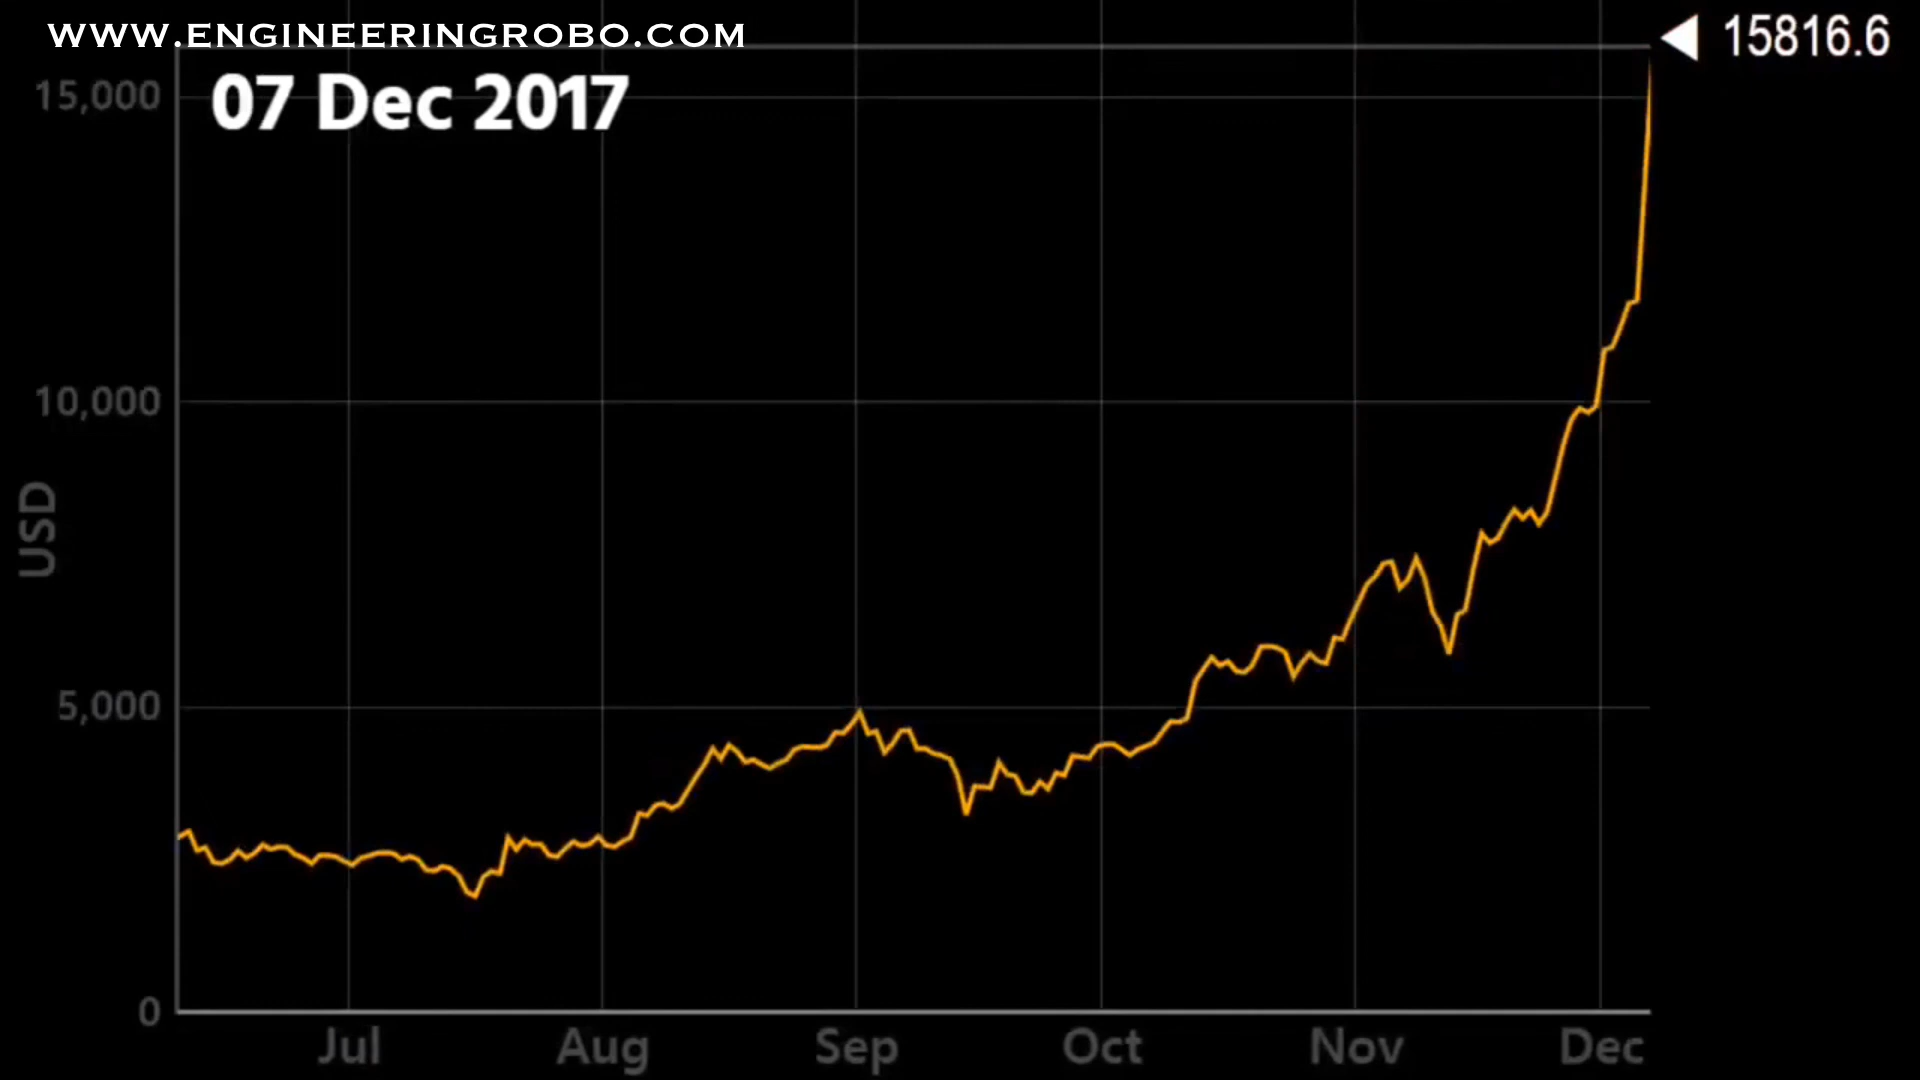 WWW.ENGINEERINGROBO.COM
15816.6
07 Dec 2017
15,000
10,000
5,000
0
USD
Jul Aug Sep Oct Nov Dec